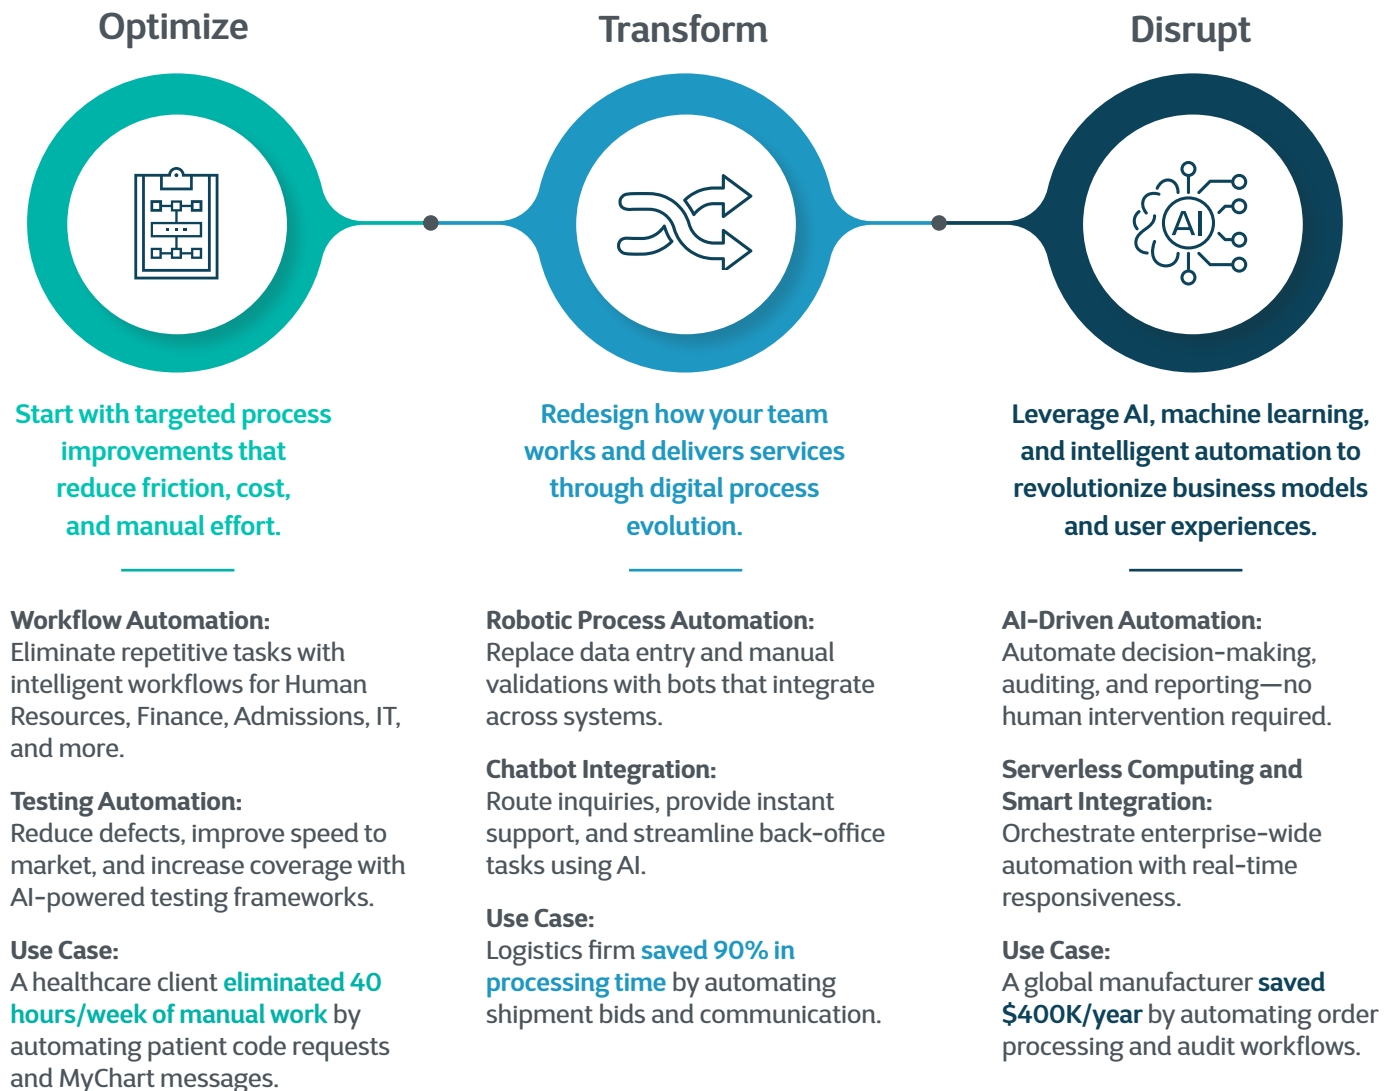 Optimize
Start with targeted process
improvements that
reduce friction, cost,
and manual effort.
Workflow Automation:
Eliminate repetitive tasks with
intelligent workflows for Human
Resources, Finance, Admissions, IT,
and more.
Testing Automation:
Reduce defects, improve speed to
market, and increase coverage with
AI-powered testing frameworks.
Use Case:
A healthcare client eliminated 40
hours/week of manual work by
automating patient code requests
and MyChart messages.
Transform
Redesign how your team
works and delivers services
through digital process
evolution.
Robotic Process Automation:
Replace data entry and manual
validations with bots that integrate
across systems.
Chatbot Integration:
Route inquiries, provide instant
support, and streamline back-office
tasks using AI.
Use Case:
Logistics firm saved 90% in
processing time by automating
shipment bids and communication.
Disrupt
AI
Leverage AI, machine learning,
and intelligent automation to
revolutionize business models
and user experiences.
AI-Driven Automation:
Automate decision-making,
auditing, and reporting—no
human intervention required.
Serverless Computing and
Smart Integration:
Orchestrate enterprise-wide
automation with real-time
responsiveness.
Use Case:
A global manufacturer saved
$400K/year by automating order
processing and audit workflows.